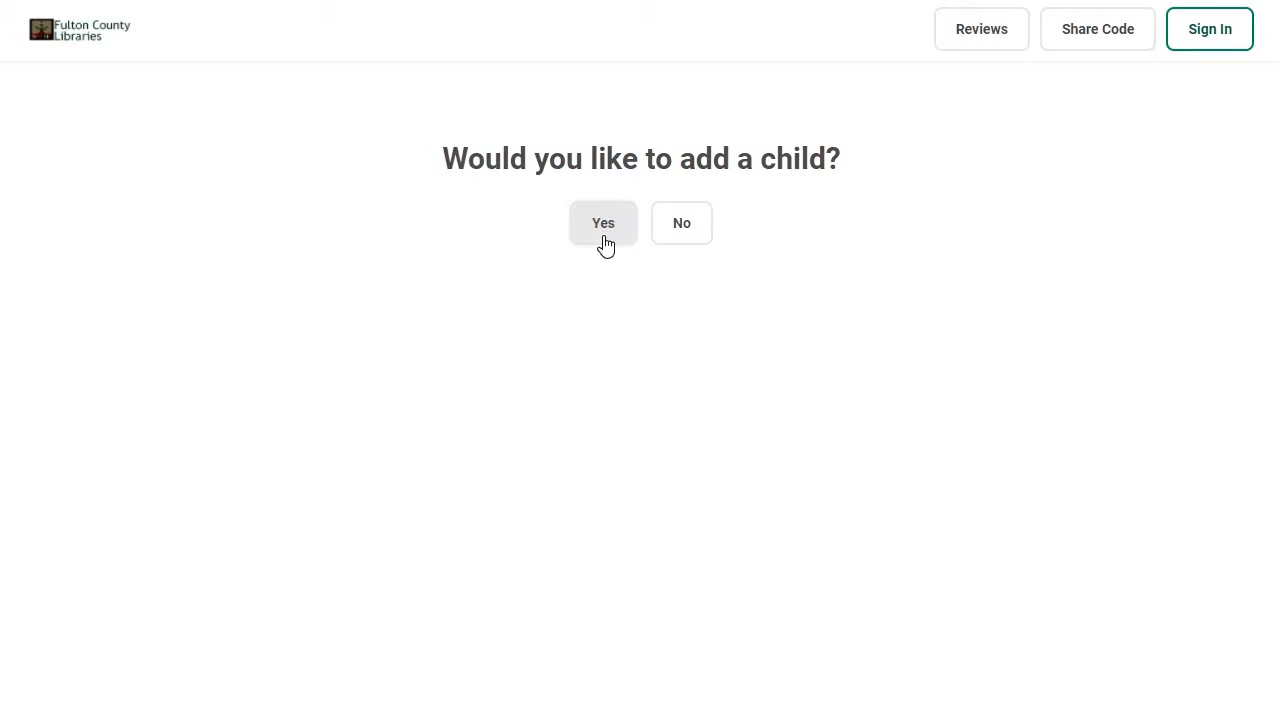 Fulton County
Libraries
Reviews
Share Code
Sign In
Would you like to add a child?
Yes
No